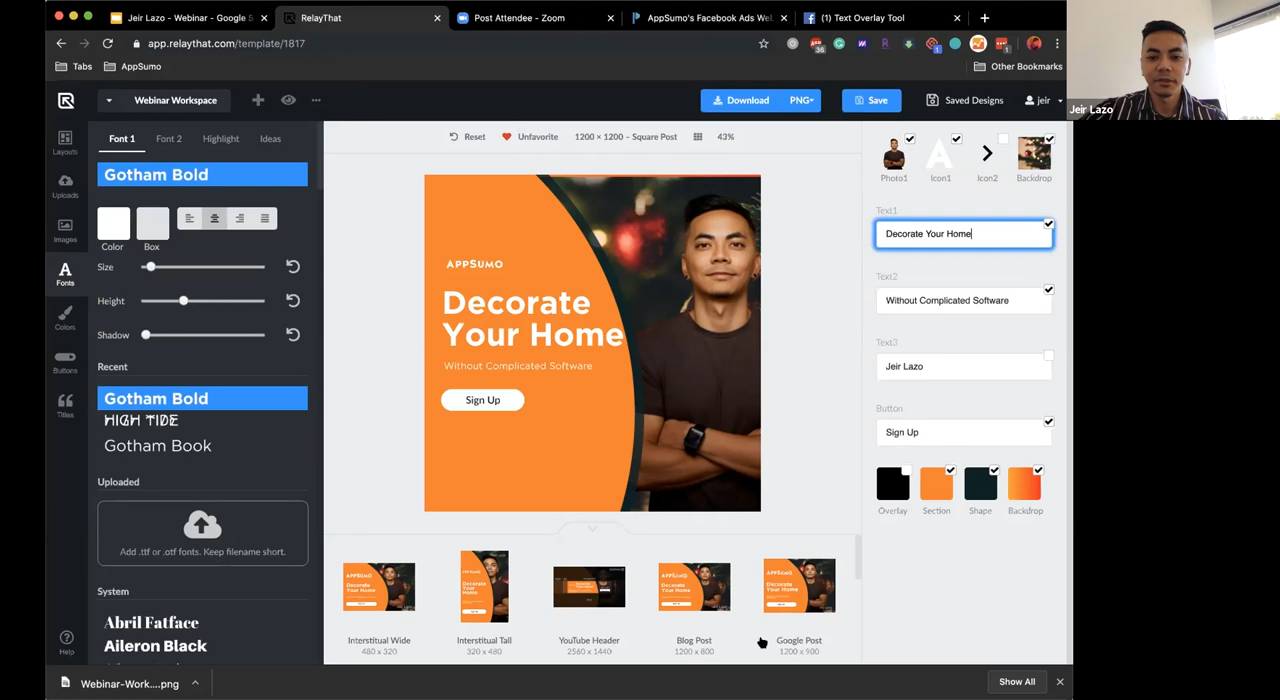 Jeir Lazo - Webinar - Google S
RelayThat
Post Attendee - Zoom
AppSumo's Facebook Ads Wel
(1) Text Overlay Tool
app.relaythat.com/template/1817
Tabs
AppSumo
Other Bookmarks
Jeir Lazo
Webinar Workspace
Download
PNG
Save
Saved Designs
jeir
Layouts
Uploads
Images
Fonts
Colors
Buttons
Titles
Help
Font 1
Font 2
Highlight
Ideas
Gotham Bold
Color
Box
Size
Height
Shadow
Recent
Gotham Bold
HIGH TIDE
Gotham Book
Uploaded
Add .ttf or .otf fonts. Keep filename short.
System
Abril Fatface
Aileron Black
Reset
Unfavorite
1200 × 1200 – Square Post
43%
APPSUMO
Decorate
Your Home
Without Complicated Software
Sign Up
Interstitual Wide
480 x 320
Interstitual Tall
320 x 480
YouTube Header
2560 x 1440
Blog Post
1200 x 800
Google Post
1200 x 900
Photo1
Icon1
Icon2
Backdrop
Text1
Decorate Your Home
Text2
Without Complicated Software
Text3
Jeir Lazo
Button
Sign Up
Overlay
Section
Shape
Backdrop
Webinar-Work....png
Show All